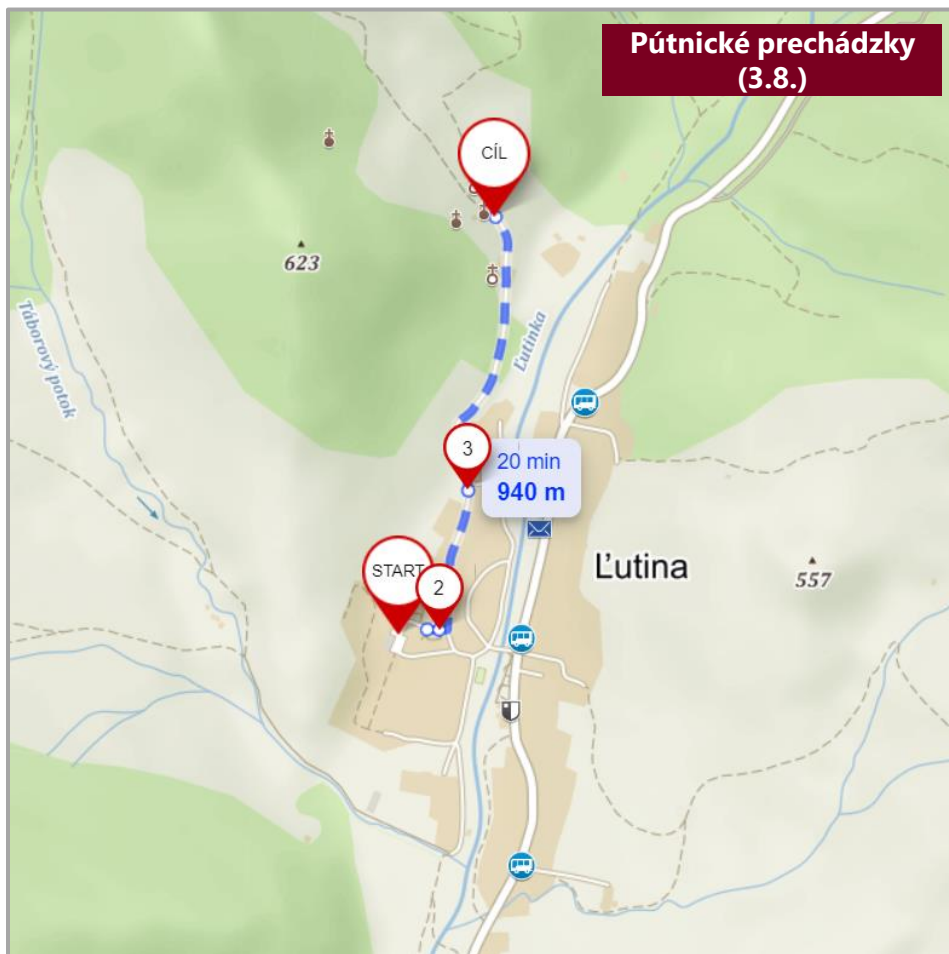 Pútnické prechádzky
(3.8.)
CÍL
623
Táborový potok
Ľutinka
3
20 min
940 m
START
2
Ľutina
557